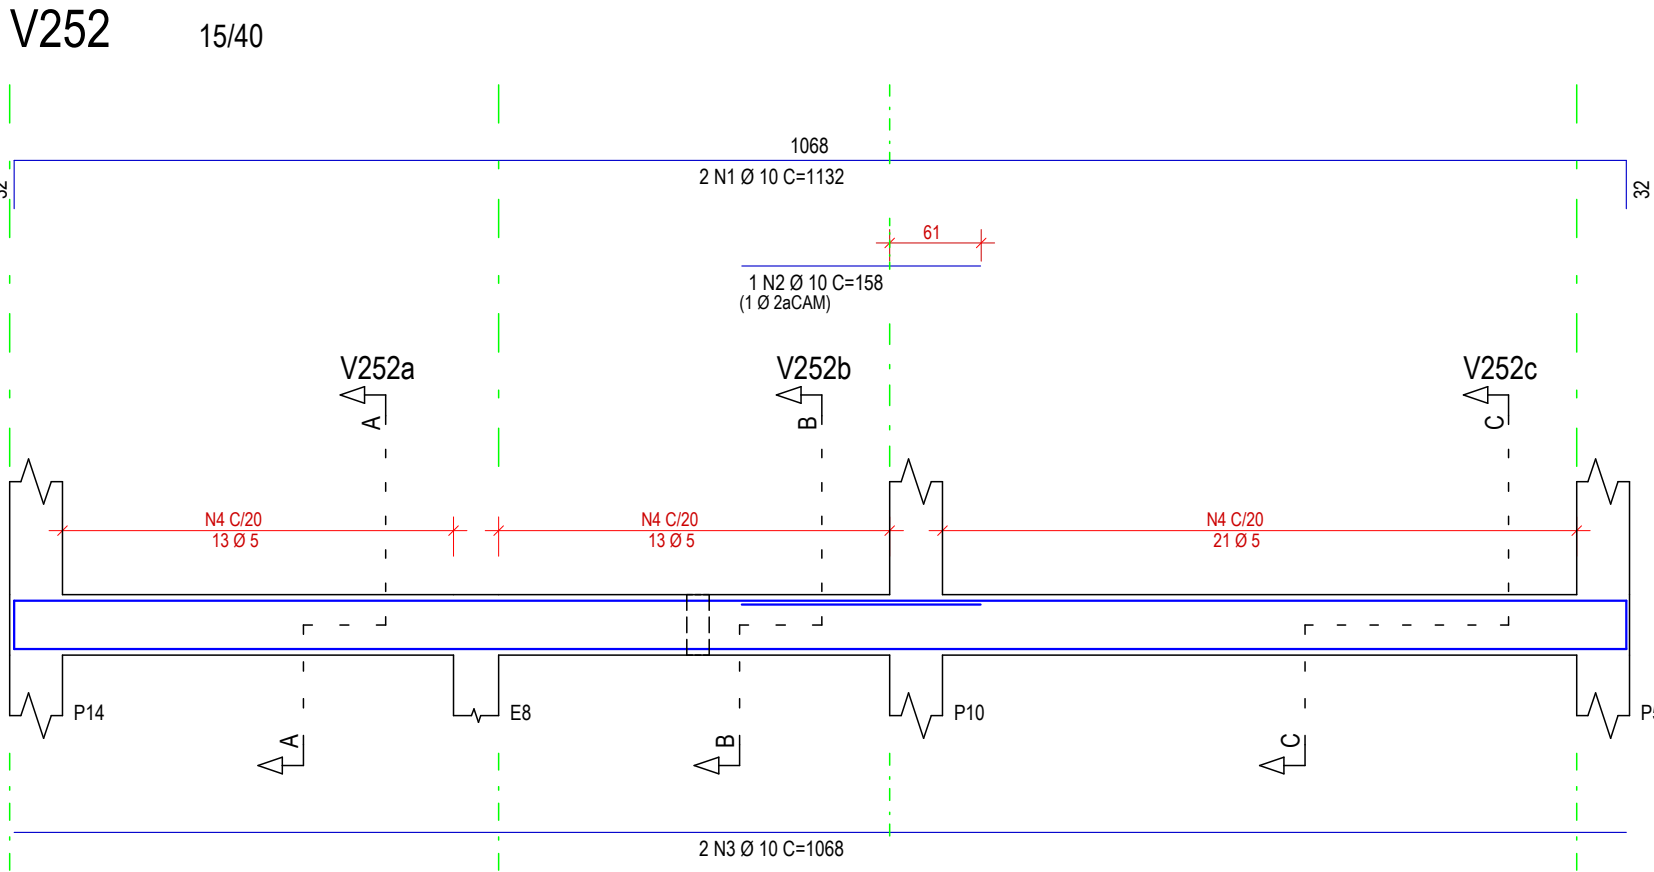 V252 15/40
1068
2 N1 Ø 10 C=1132
32
32
61
1 N2 Ø 10 C=158
(1 Ø 2aCAM)
V252a V252b V252c
A B C
N4 C/20 N4 C/20 N4 C/20
13 Ø 5 13 Ø 5 21 Ø 5
P14 E8 P10
A B C
2 N3 Ø 10 C=1068